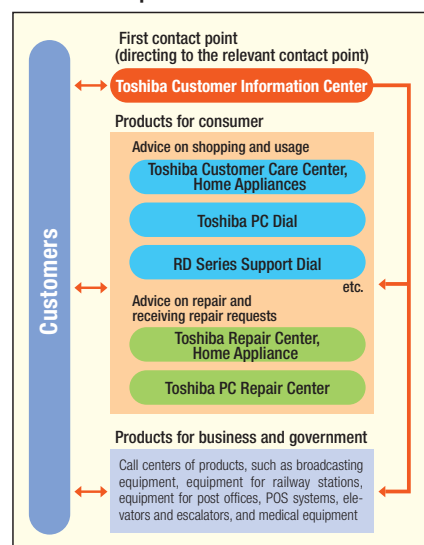 First contact point
(directing to the relevant contact point)
Toshiba Customer Information Center
Products for consumer
Advice on shopping and usage
Toshiba Customer Care Center,
Home Appliances
Toshiba PC Dial
RD Series Support Dial
etc.
Advice on repair and
receiving repair requests
Toshiba Repair Center,
Home Appliance
Toshiba PC Repair Center
Customers
Products for business and government
Call centers of products, such as broadcasting
equipment, equipment for railway stations,
equipment for post offices, POS systems, ele-
vators and escalators, and medical equipment